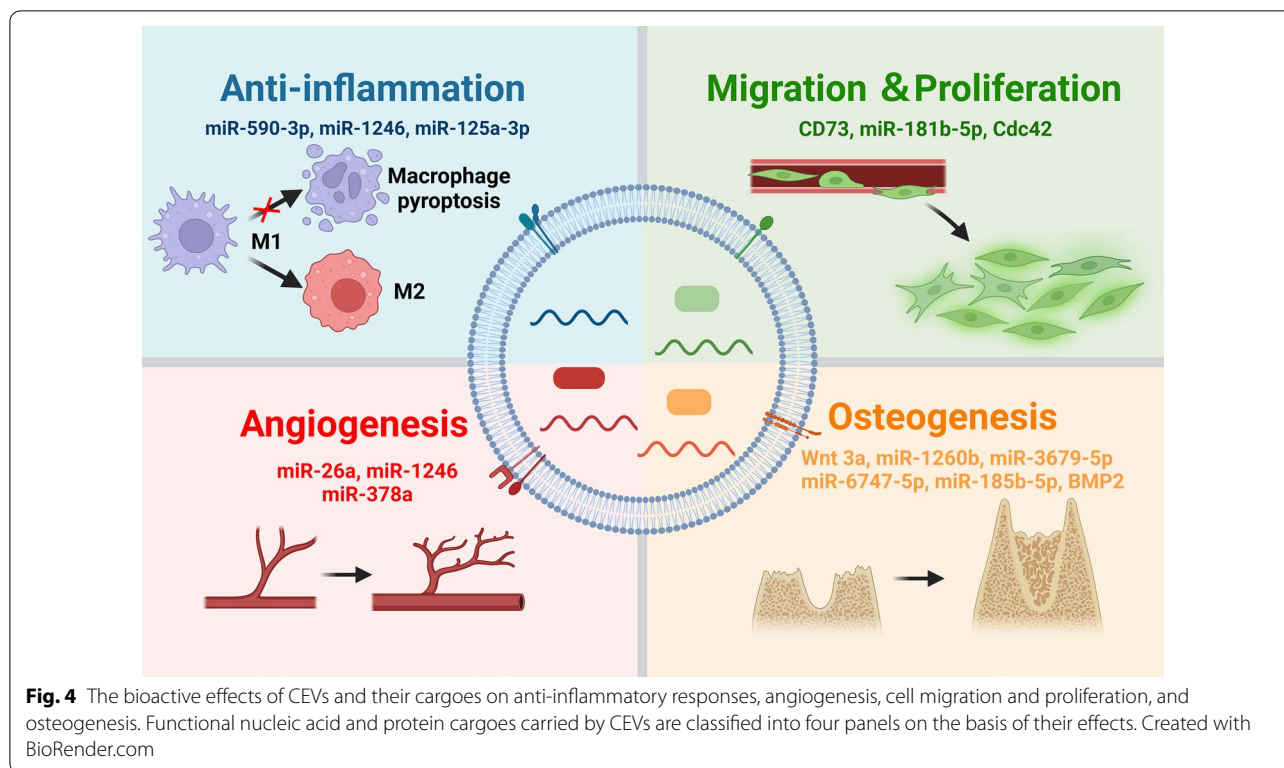 Anti-inflammation
miR-590-3p, miR-1246, miR-125a-3p
Macrophage
pyroptosis
M1
M2
Migration & Proliferation
CD73, miR-181b-5p, Cdc42
Angiogenesis
miR-26a, miR-1246
miR-378a
Osteogenesis
Wnt 3a, miR-1260b, miR-3679-5p
miR-6747-5p, miR-185b-5p, BMP2
Fig. 4 The bioactive effects of CEVs and their cargoes on anti-inflammatory responses, angiogenesis, cell migration and proliferation, and
osteogenesis. Functional nucleic acid and protein cargoes carried by CEVs are classified into four panels on the basis of their effects. Created with
BioRender.com